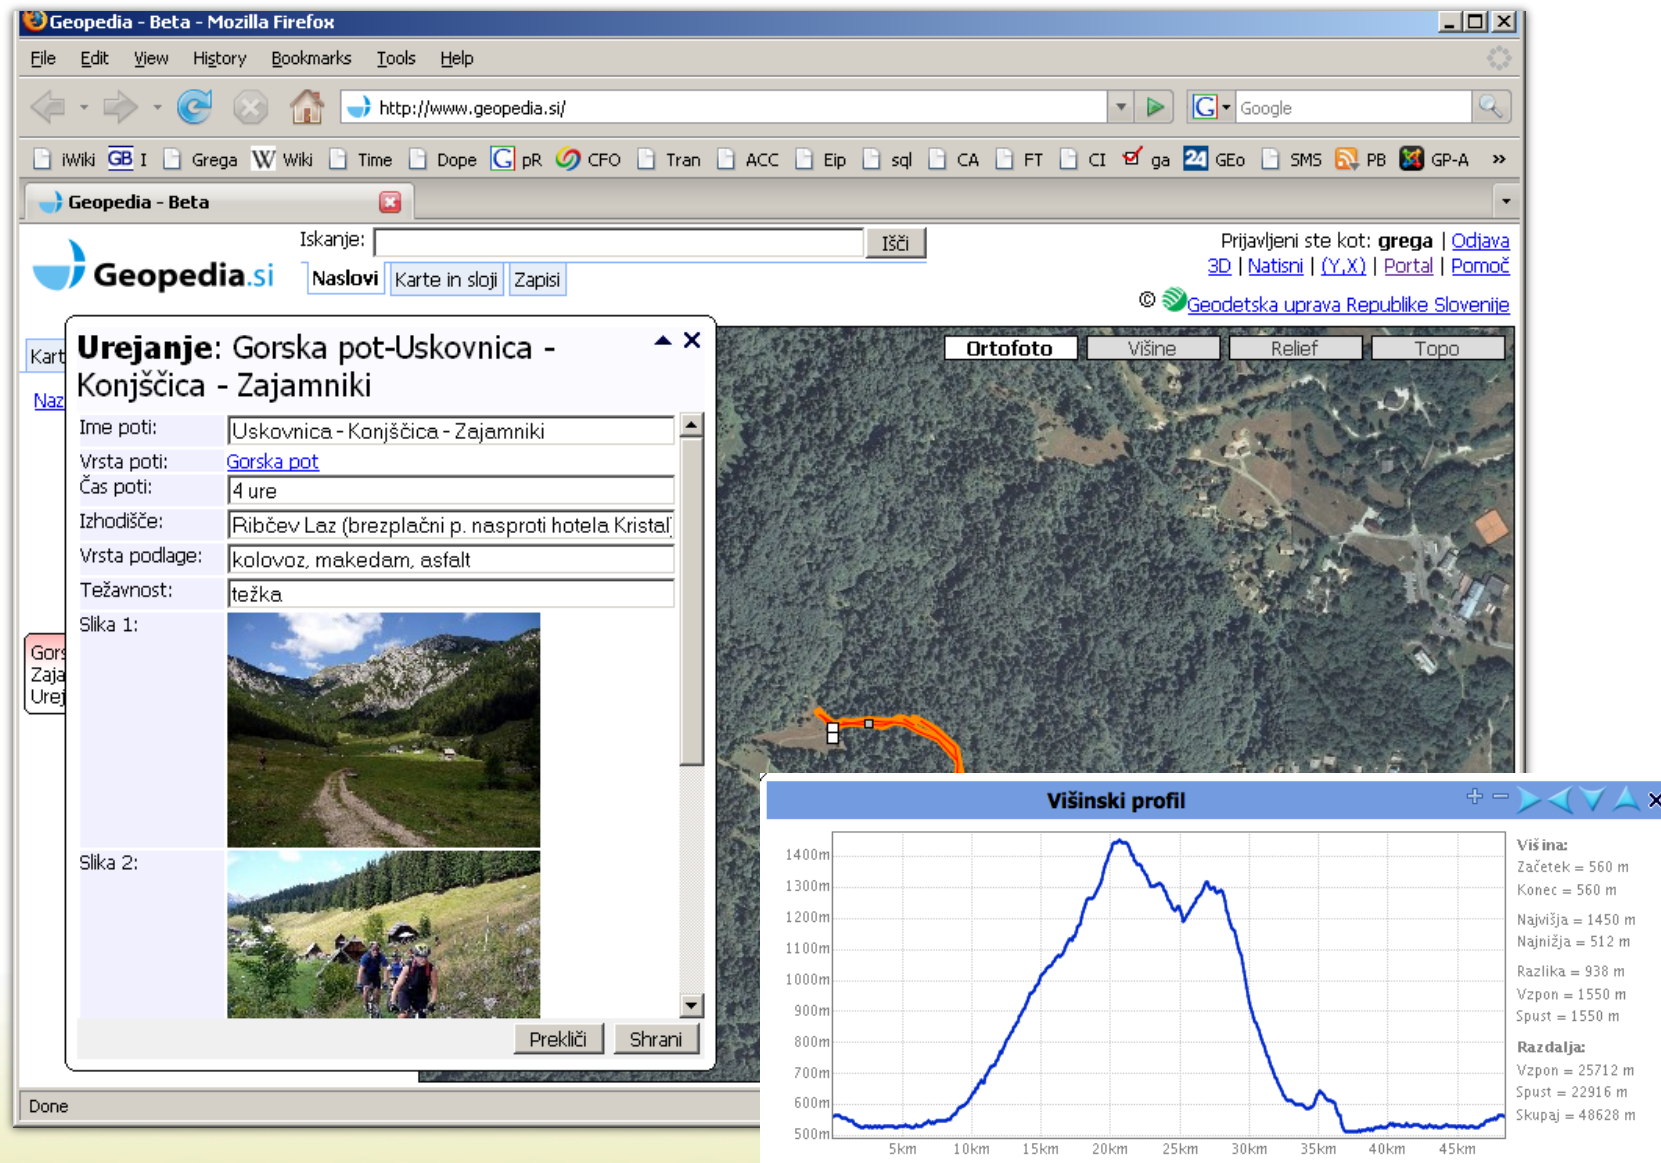 Geopedia - Beta - Mozilla Firefox
File Edit View History Bookmarks Tools Help
http://www.geopedia.si/
Google
iWiki GB I Grega W Wiki Time Dope G pR CFO Tran ACC Eip sql CA FT CI ga 24 GEo SMS PB GP-A »
Geopedia - Beta
Iskanje: Išči
Prijavljeni ste kot: grega | Odjava
Geopedia.si
Naslovi Karte in sloji Zapisi
3D | Natisni | (Y,X) | Portal | Pomoč
© Geodetska uprava Republike Slovenije
Kart
Naz
Gors
Zaja
Urej
Urejanje: Gorska pot-Uskovnica -
Konjščica - Zajamniki
Ime poti: Uskovnica - Konjščica - Zajamniki
Vrsta poti: Gorska pot
Čas poti: 4 ure
Izhodišče: Ribčev Laz (brezplačni p. nasproti hotela Kristal)
Vrsta podlage: kolovoz, makedam, asfalt
Težavnost: težka
Slika 1:
Slika 2:
Prekliči Shrani
Ortofoto Višine Relief Topo
Done
Višinski profil
1400m
1300m
1200m
1100m
1000m
900m
800m
700m
600m
500m
5km 10km 15km 20km 25km 30km 35km 40km 45km
Višina:
Začetek = 560 m
Konec = 560 m
Najvišja = 1450 m
Najnižja = 512 m
Razlika = 938 m
Vzpon = 1550 m
Spust = 1550 m
Razdalja:
Vzpon = 25712 m
Spust = 22916 m
Skupaj = 48628 m